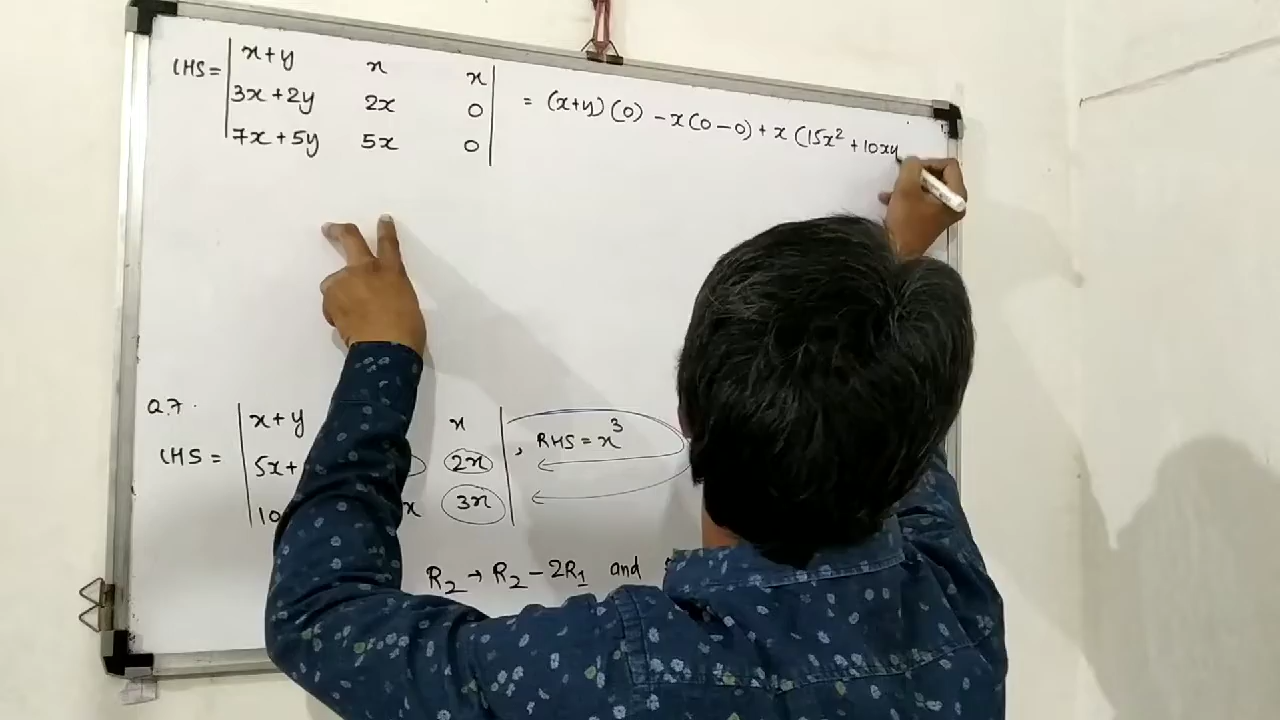 LHS = | x+y x x | = (x+y)(0) - x(0-0) + x(15x² + 10xy
3x+2y 2x 0
7x+5y 5x 0
Q.7.
x+y x
LHS = 5x+ 2x , RHS = x³
10 x 3x
R₂ → R₂ - 2R₁ and